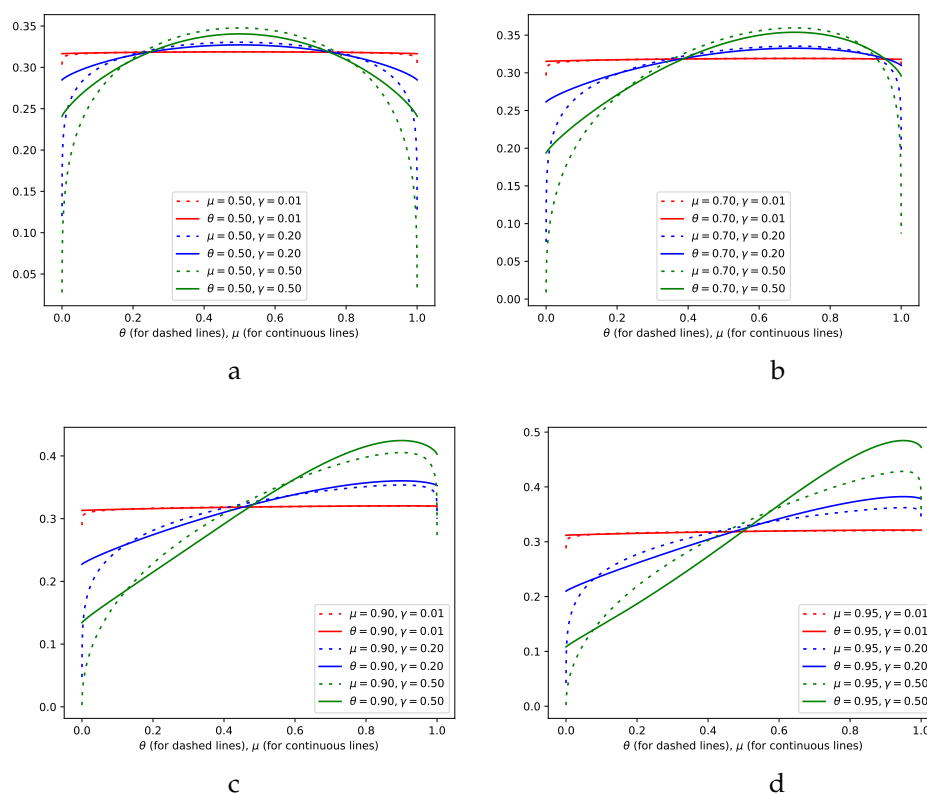 0.35
0.30
0.25
0.20
0.15
0.10
0.05
0.0 0.2 0.4 0.6 0.8 1.0
θ (for dashed lines), μ (for continuous lines)
μ = 0.50, γ = 0.01
θ = 0.50, γ = 0.01
μ = 0.50, γ = 0.20
θ = 0.50, γ = 0.20
μ = 0.50, γ = 0.50
θ = 0.50, γ = 0.50
a
0.35
0.30
0.25
0.20
0.15
0.10
0.05
0.00
0.0 0.2 0.4 0.6 0.8 1.0
θ (for dashed lines), μ (for continuous lines)
μ = 0.70, γ = 0.01
θ = 0.70, γ = 0.01
μ = 0.70, γ = 0.20
θ = 0.70, γ = 0.20
μ = 0.70, γ = 0.50
θ = 0.70, γ = 0.50
b
0.4
0.3
0.2
0.1
0.0
0.0 0.2 0.4 0.6 0.8 1.0
θ (for dashed lines), μ (for continuous lines)
μ = 0.90, γ = 0.01
θ = 0.90, γ = 0.01
μ = 0.90, γ = 0.20
θ = 0.90, γ = 0.20
μ = 0.90, γ = 0.50
θ = 0.90, γ = 0.50
c
0.5
0.4
0.3
0.2
0.1
0.0
0.0 0.2 0.4 0.6 0.8 1.0
θ (for dashed lines), μ (for continuous lines)
μ = 0.95, γ = 0.01
θ = 0.95, γ = 0.01
μ = 0.95, γ = 0.20
θ = 0.95, γ = 0.20
μ = 0.95, γ = 0.50
θ = 0.95, γ = 0.50
d